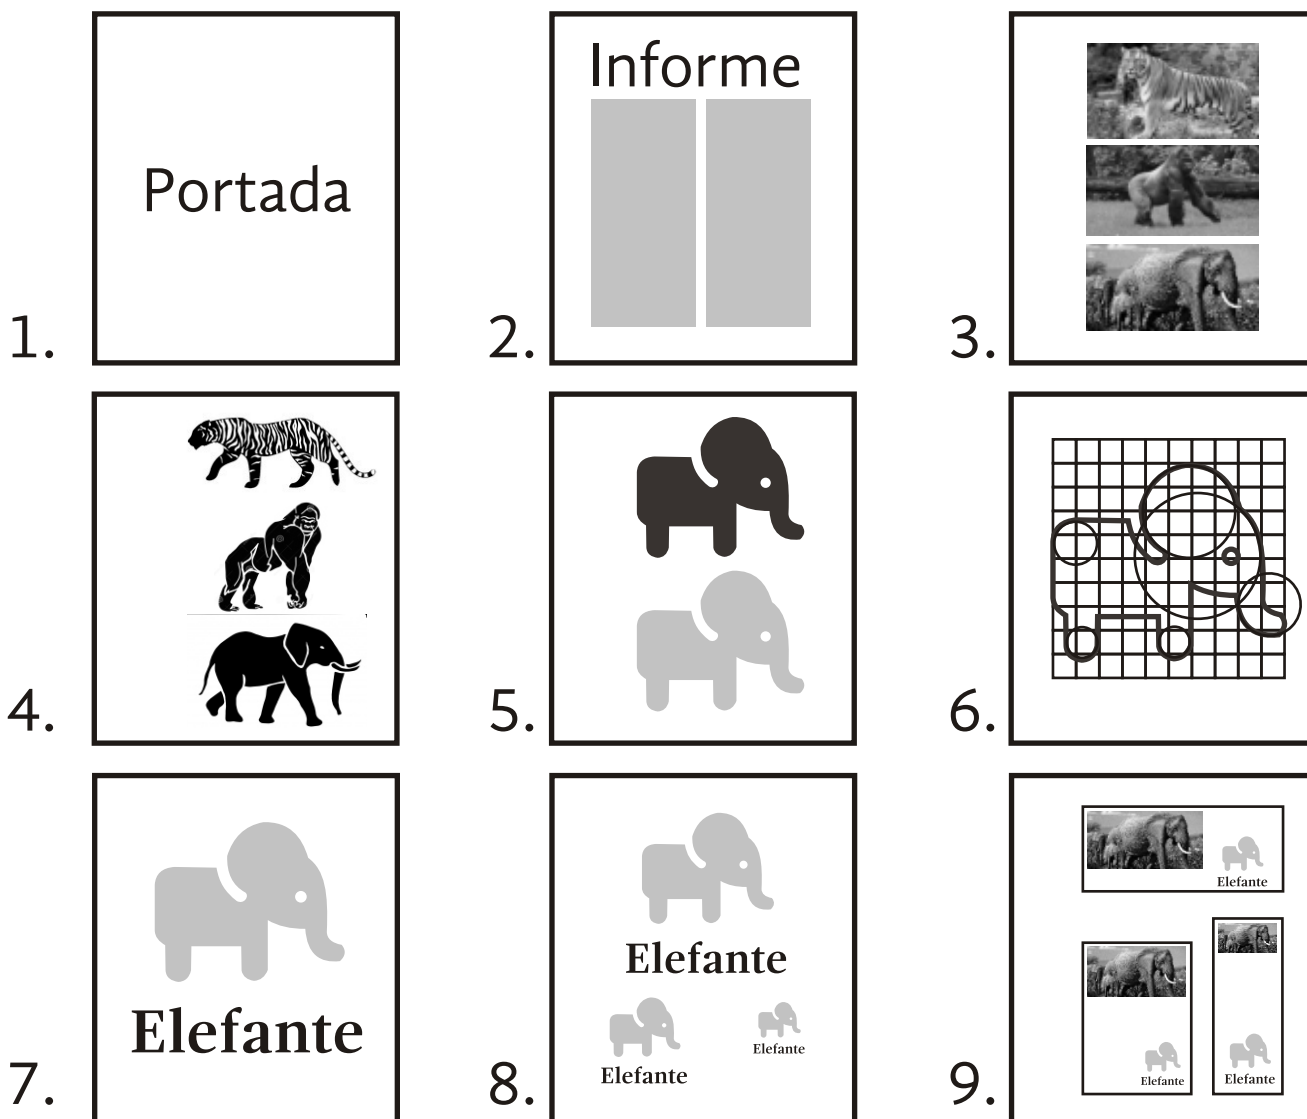 Portada
1.
Informe
2.
3.
4.
5.
6.
Elefante
7.
Elefante
Elefante
Elefante
8.
Elefante
Elefante
Elefante
9.